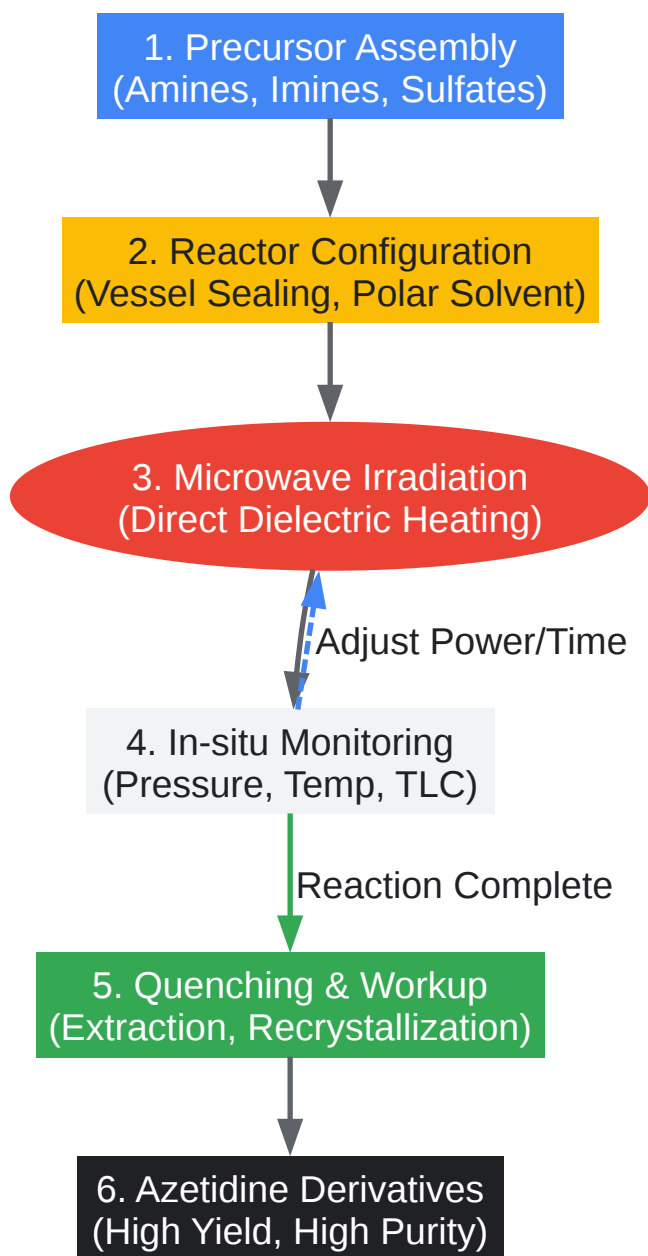 1. Precursor Assembly
(Amines, Imines, Sulfates)
2. Reactor Configuration
(Vessel Sealing, Polar Solvent)
3. Microwave Irradiation
(Direct Dielectric Heating)
Adjust Power/Time
4. In-situ Monitoring
(Pressure, Temp, TLC)
Reaction Complete
5. Quenching & Workup
(Extraction, Recrystallization)
6. Azetidine Derivatives
(High Yield, High Purity)